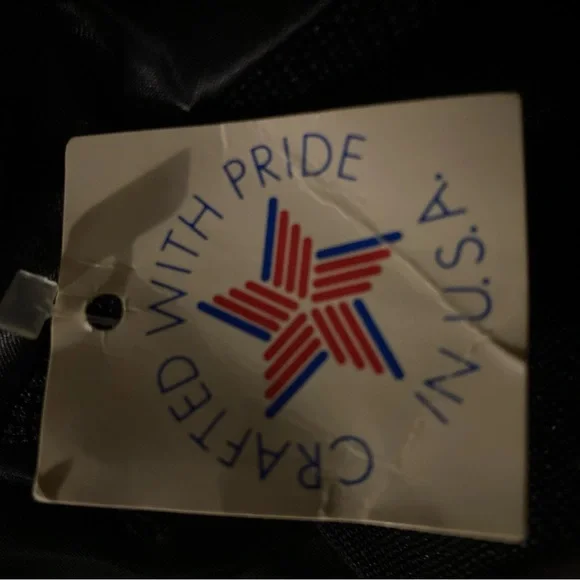 CRAFTED WITH PRIDE IN U.S.A.